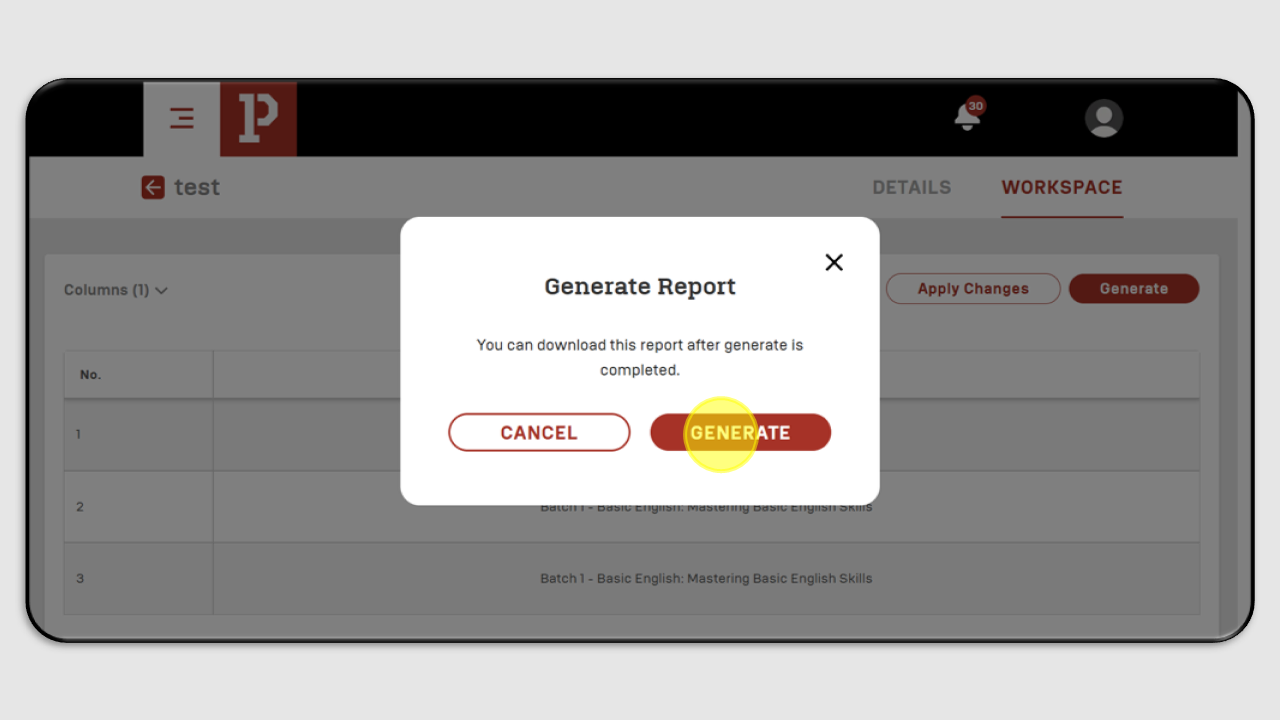 P
30
test
DETAILS
WORKSPACE
Columns (1)
Apply Changes
Generate
Generate Report
You can download this report after generate is
completed.
CANCEL
GENERATE
No.
1
2
Batch 1 - Basic English: Mastering Basic English Skills
3
Batch 1 - Basic English: Mastering Basic English Skills